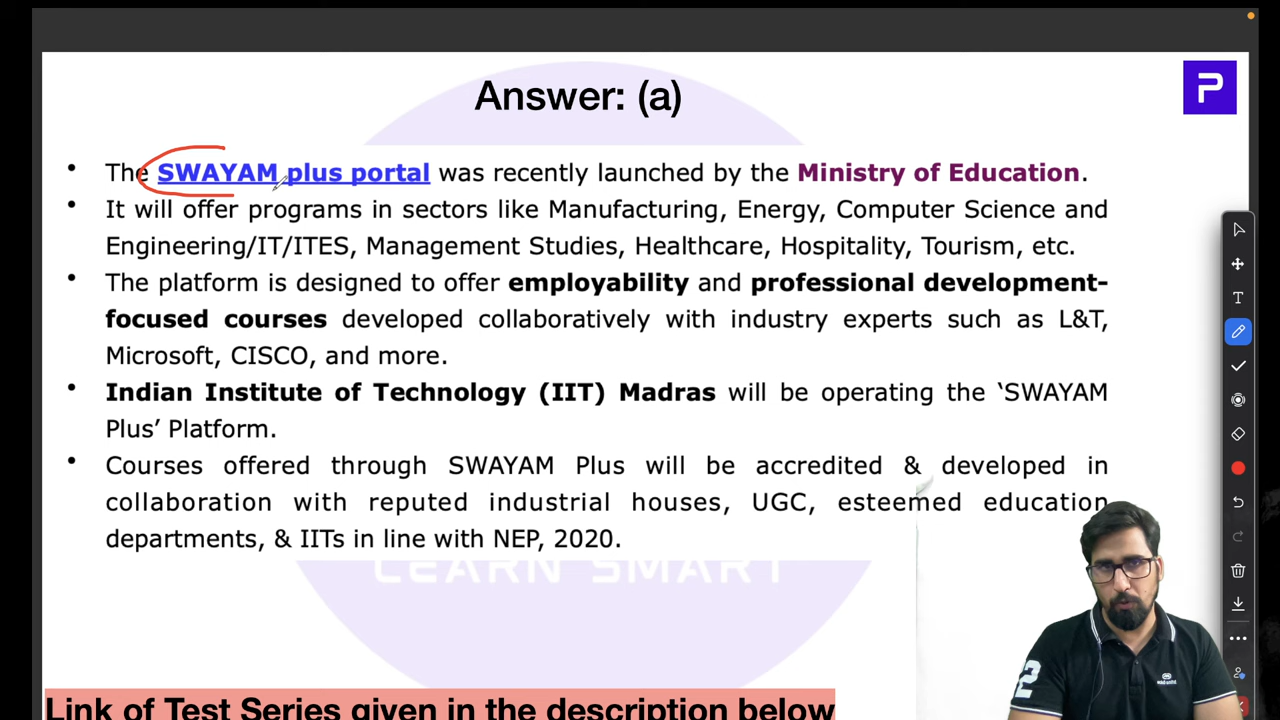 Answer: (a)
P
• The SWAYAM plus portal was recently launched by the Ministry of Education.
• It will offer programs in sectors like Manufacturing, Energy, Computer Science and
Engineering/IT/ITES, Management Studies, Healthcare, Hospitality, Tourism, etc.
• The platform is designed to offer employability and professional development-
focused courses developed collaboratively with industry experts such as L&T,
Microsoft, CISCO, and more.
• Indian Institute of Technology (IIT) Madras will be operating the ‘SWAYAM
Plus’ Platform.
• Courses offered through SWAYAM Plus will be accredited & developed in
collaboration with reputed industrial houses, UGC, esteemed education
departments, & IITs in line with NEP, 2020.
LEARN SMART
Link of Test Series given in the description below
T
2